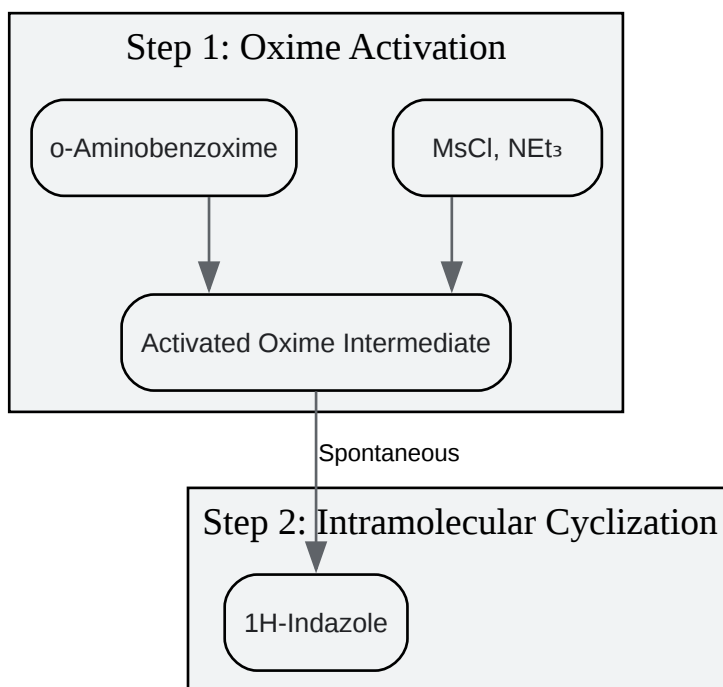 Step 1: Oxime Activation
o-Aminobenzoxime
MsCl, NEt₃
Activated Oxime Intermediate
Spontaneous
Step 2: Intramolecular Cyclization
1H-Indazole